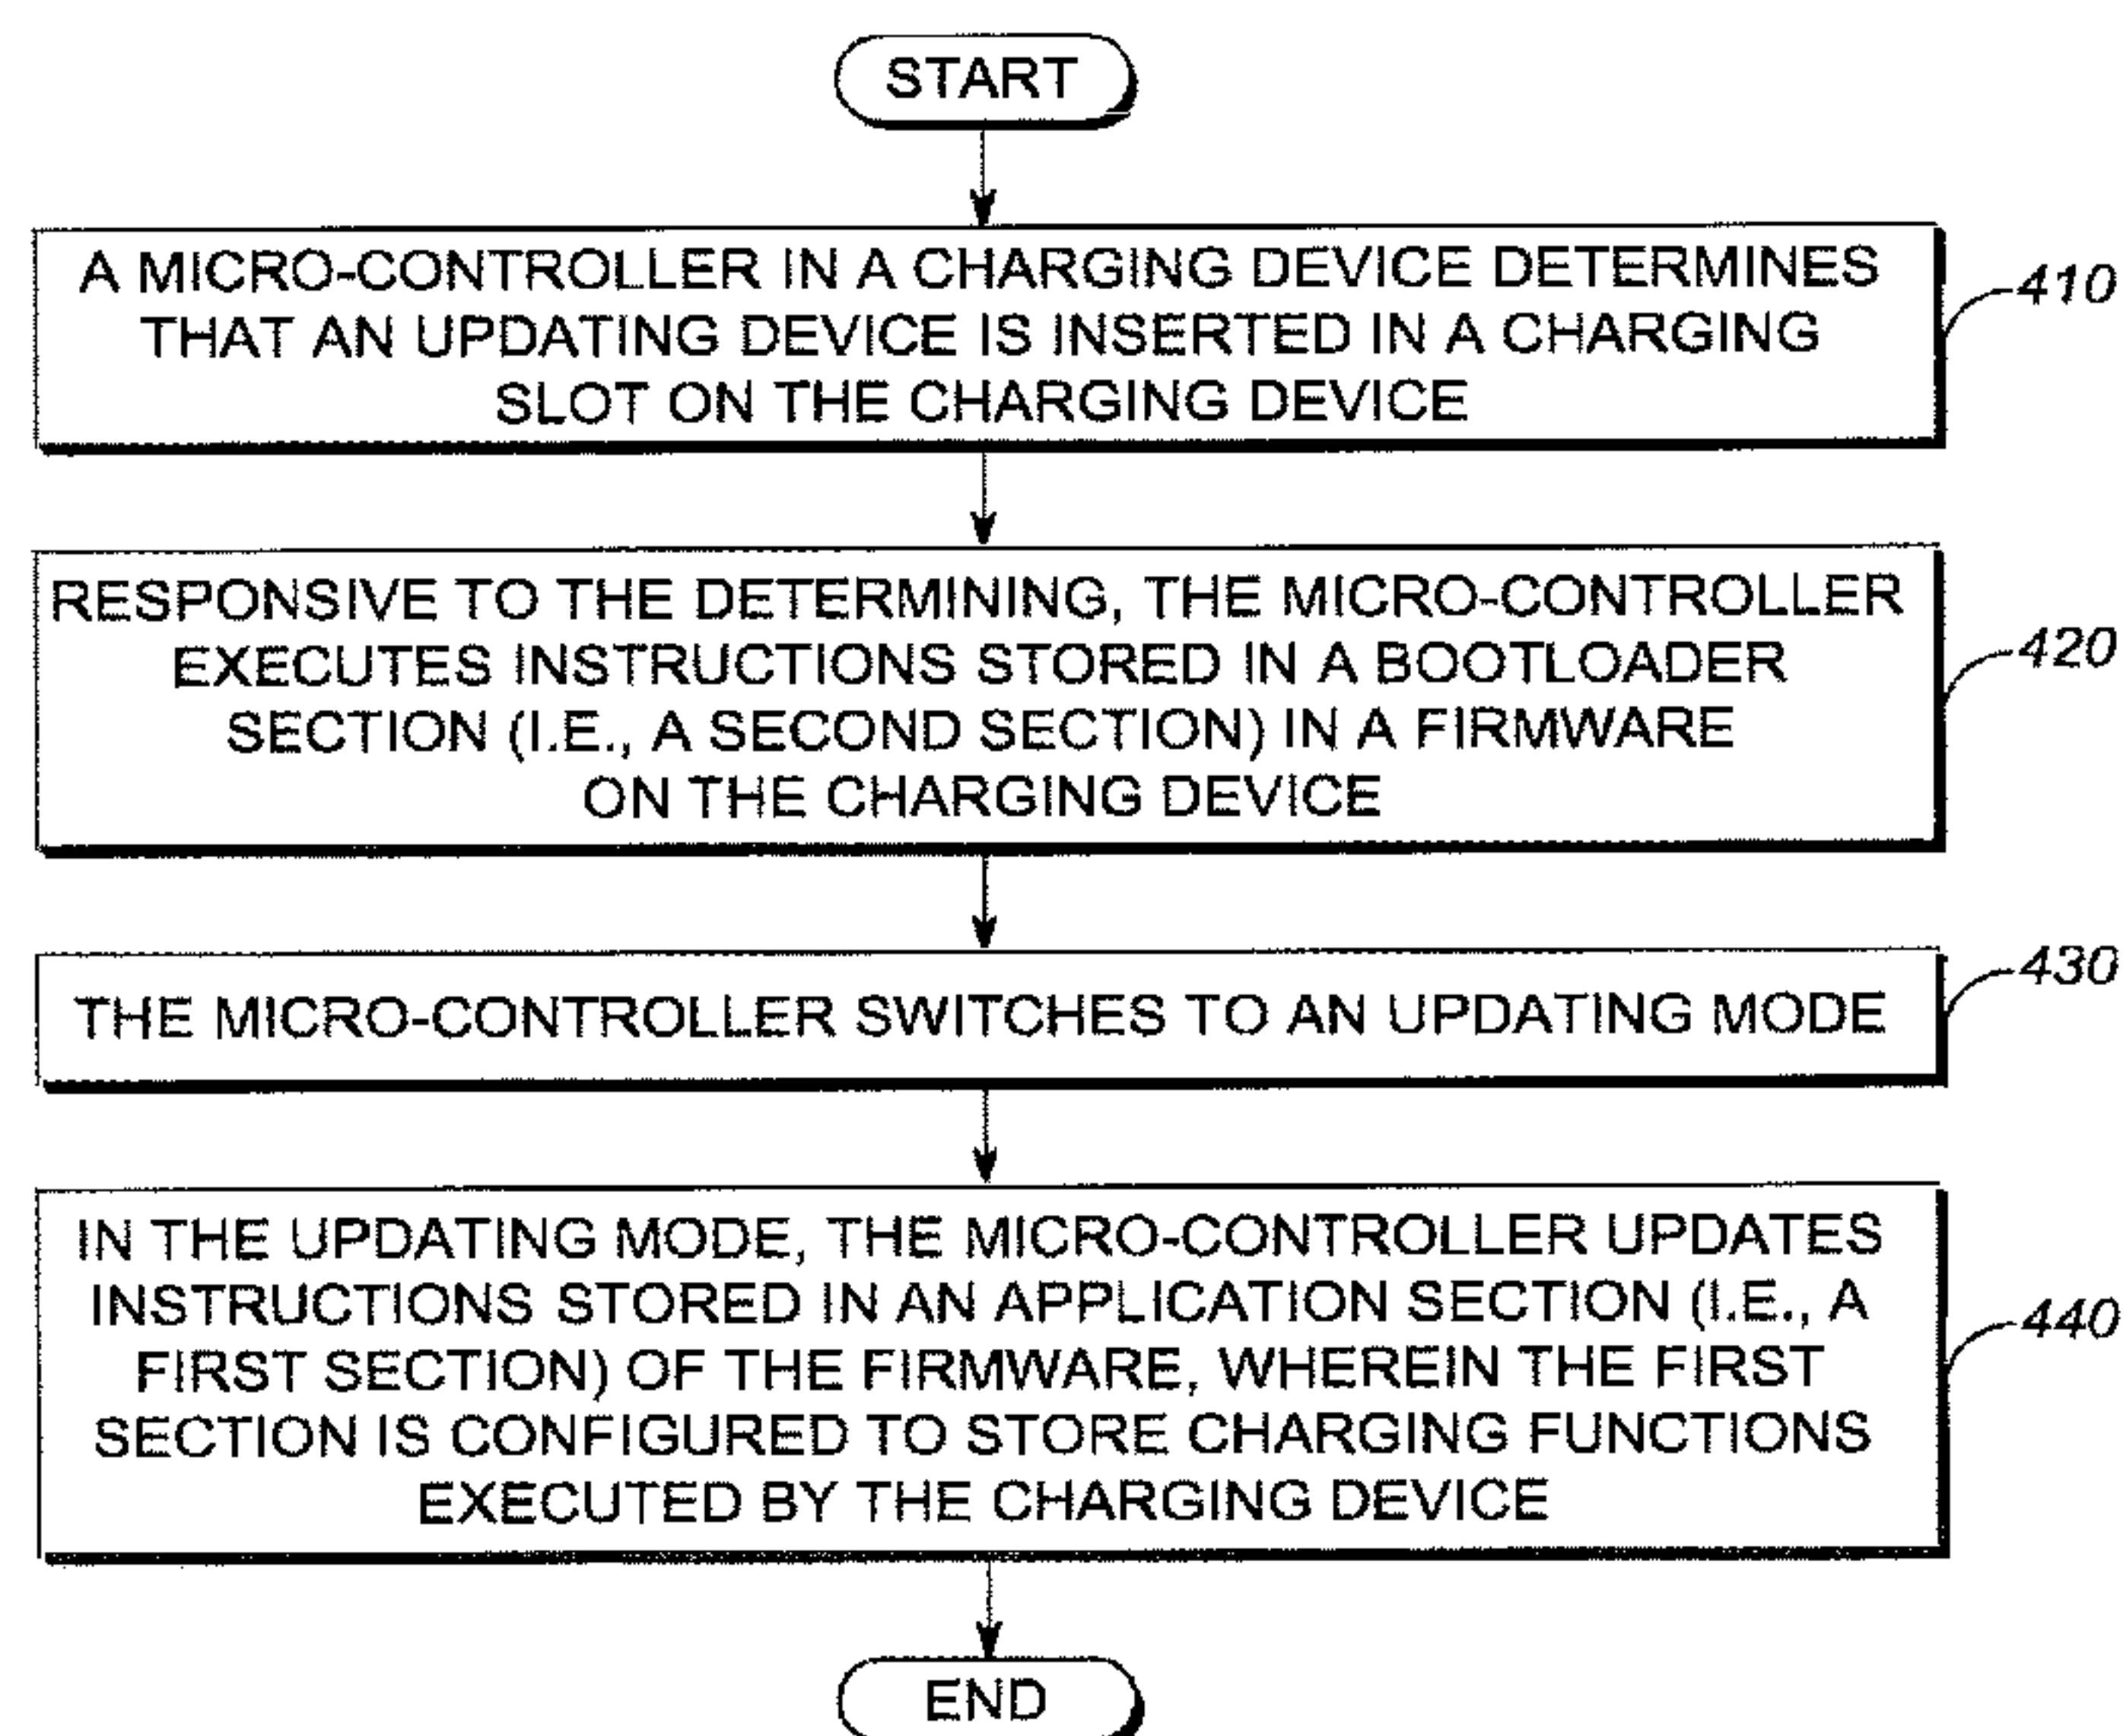 START
A MICRO-CONTROLLER IN A CHARGING DEVICE DETERMINES
THAT AN UPDATING DEVICE IS INSERTED IN A CHARGING
SLOT ON THE CHARGING DEVICE
410
RESPONSIVE TO THE DETERMINING, THE MICRO-CONTROLLER
EXECUTES INSTRUCTIONS STORED IN A BOOTLOADER
SECTION (I.E., A SECOND SECTION) IN A FIRMWARE
ON THE CHARGING DEVICE
420
THE MICRO-CONTROLLER SWITCHES TO AN UPDATING MODE
430
IN THE UPDATING MODE, THE MICRO-CONTROLLER UPDATES
INSTRUCTIONS STORED IN AN APPLICATION SECTION (I.E., A
FIRST SECTION) OF THE FIRMWARE, WHEREIN THE FIRST
SECTION IS CONFIGURED TO STORE CHARGING FUNCTIONS
EXECUTED BY THE CHARGING DEVICE
440
END